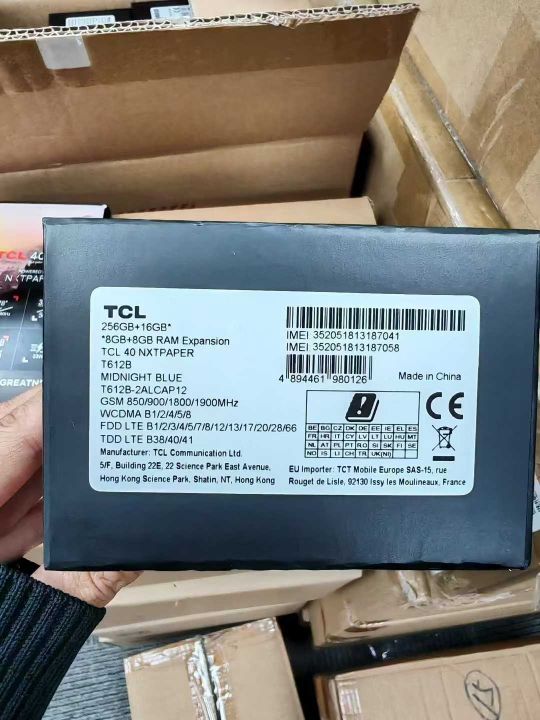 TCL 40
NXTPAP
GREATN
TCL
256GB+16GB*
*8GB+8GB RAM Expansion
TCL 40 NXTPAPER
T612B
MIDNIGHT BLUE
T612B-2ALCAP12
GSM 850/900/1800/1900MHz
WCDMA B1/2/4/5/8
FDD LTE B1/2/3/4/5/7/8/12/13/17/20/28/66
TDD LTE B38/40/41
Manufacturer: TCL Communication Ltd.
5/F, Building 22E, 22 Science Park East Avenue,
Hong Kong Science Park, Shatin, NT, Hong Kong
IMEI 352051813187041
IMEI 352051813187058
4 894461 980126
Made in China
BE BG CZ DK DE EE IE EL ES
FR HR IT CY LV LT LU HU MT
NL AT PL PT RO SI SK FI SE
NO IS LI CH TR UK(NI)
CE
EU Importer: TCT Mobile Europe SAS-15, rue
Rouget de Lisle, 92130 Issy les Moulineaux, France